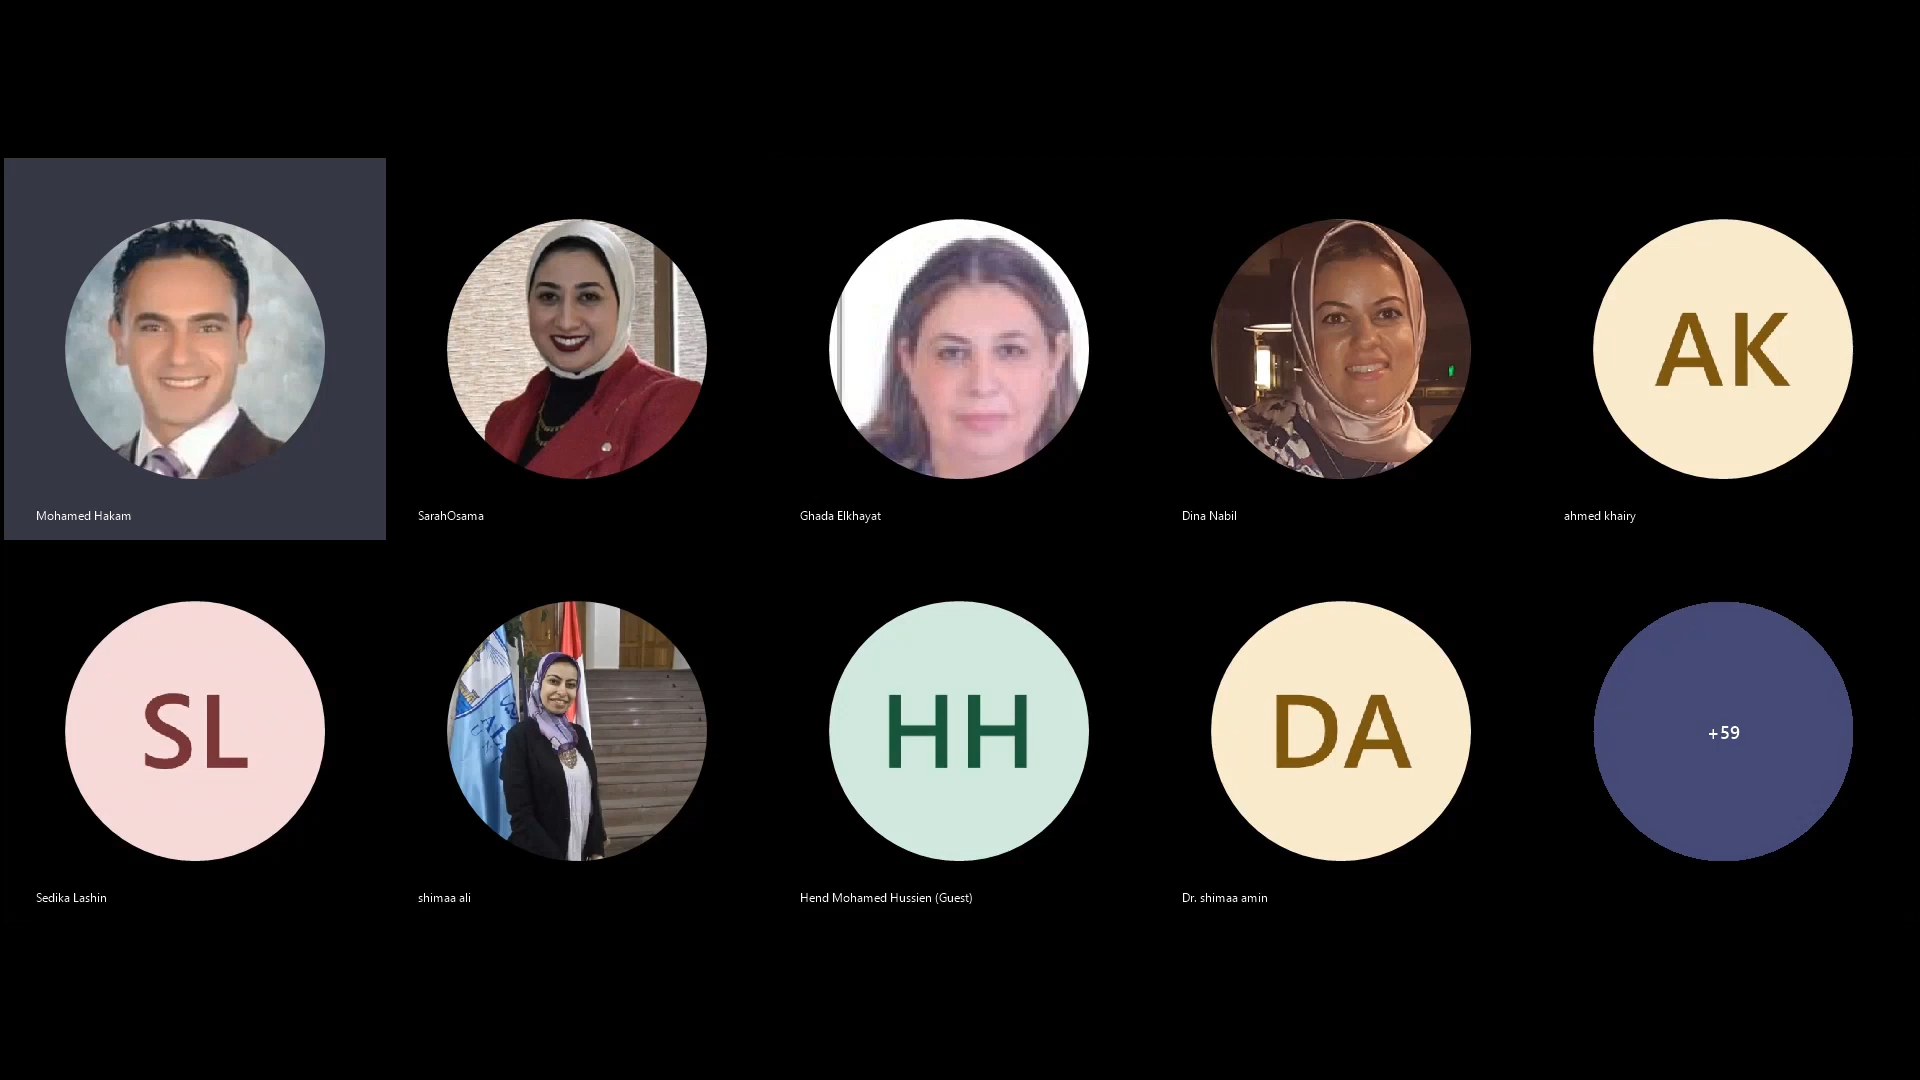 Mohamed Hakam
SarahOsama
Ghada Elkhayat
Dina Nabil
AK
ahmed khairy
SL
Sedika Lashin
shimaa ali
HH
Hend Mohamed Hussien (Guest)
DA
Dr. shimaa amin
+59